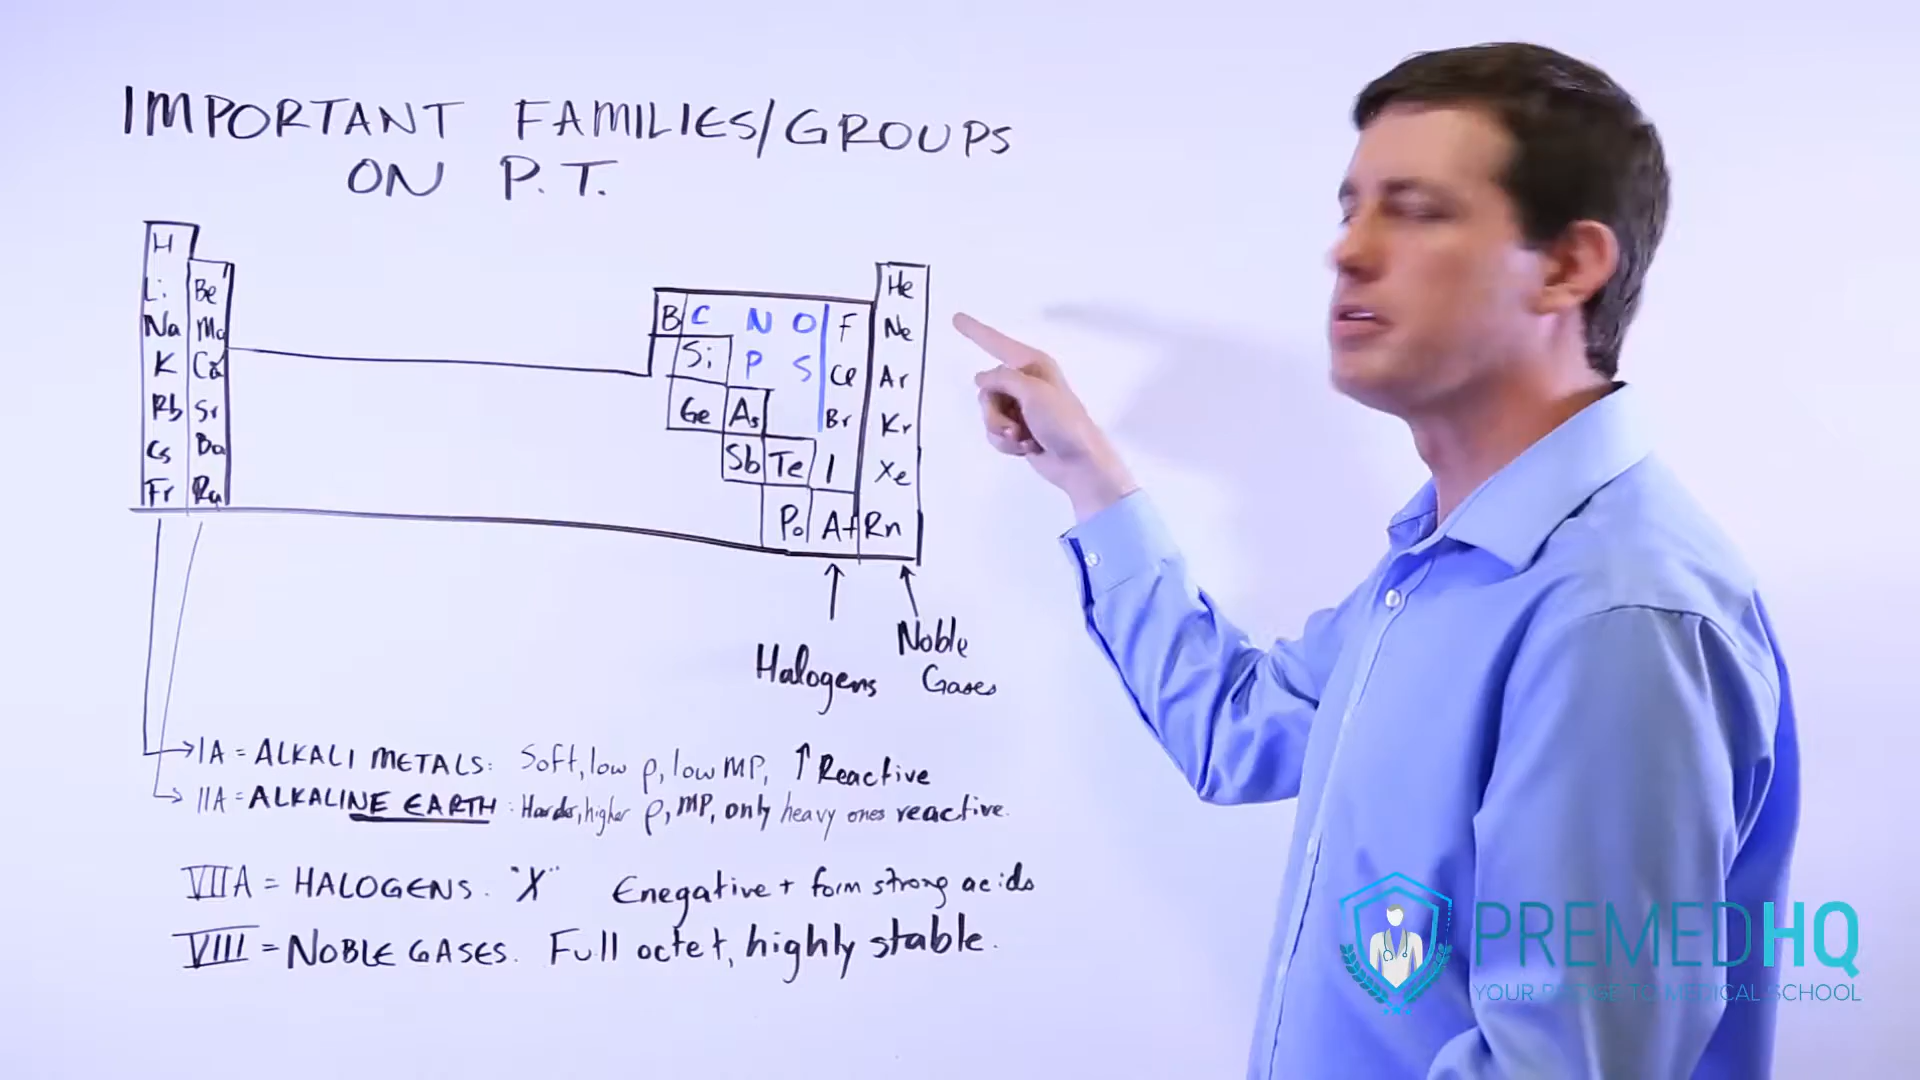 IMPORTANT FAMILIES/GROUPS
ON P.T.
H
He
Li Be
B C N O F Ne
Na Mg
Si P S Cl Ar
K Ca
Ge As Br Kr
Rb Sr
Sb Te I Xe
Cs Ba
Po At Rn
Fr Ra
Halogens
Noble
Gases
IA = ALKALI METALS: Soft, low ρ, low MP, ↑ Reactive
IIA = ALKALINE EARTH: Harder, higher ρ, MP, only heavy ones reactive.
VIIA = HALOGENS. "X" Enegative + form strong acids
VIII = NOBLE GASES. Full octet, highly stable.
PREMEDHQ
YOUR BRIDGE TO MEDICAL SCHOOL